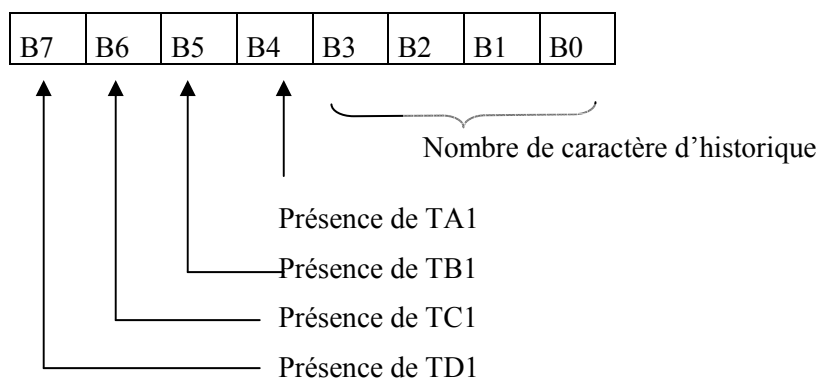 B7 B6 B5 B4 B3 B2 B1 B0
Nombre de caractère d’historique
Présence de TA1
Présence de TB1
Présence de TC1
Présence de TD1